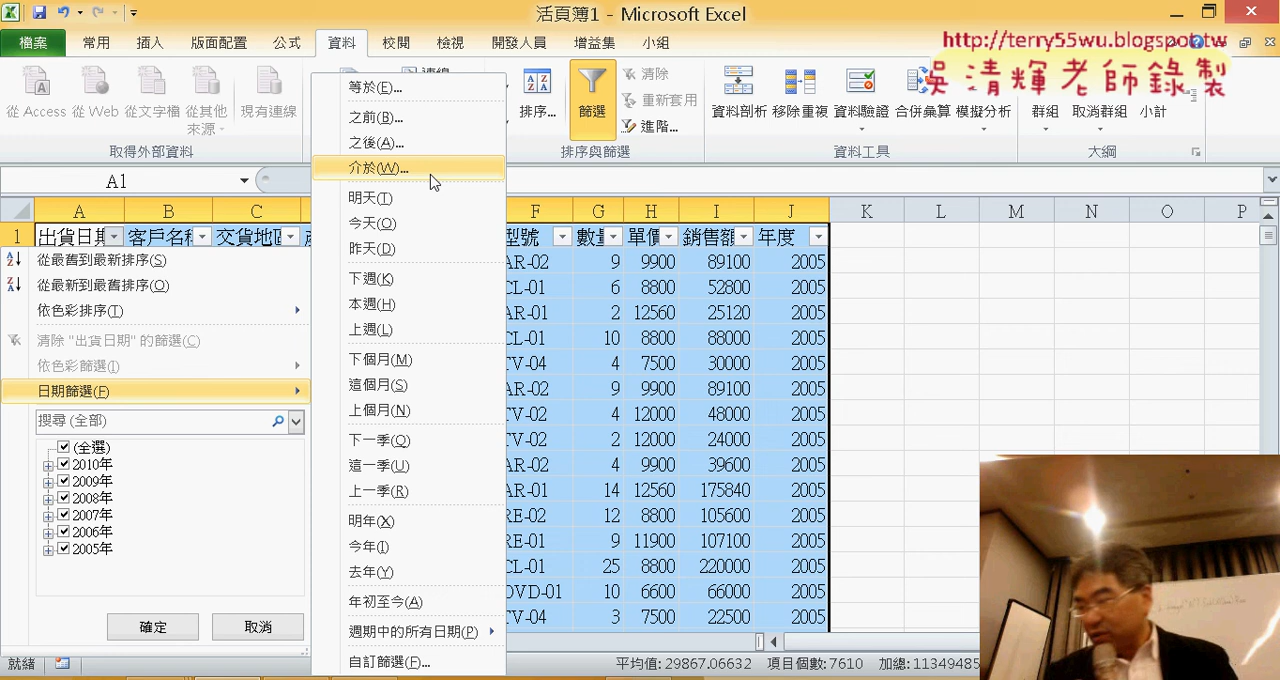 活頁簿1 - Microsoft Excel
檔案 常用 插入 版面配置 公式 資料 校閱 檢視 開發人員 增益集 小組
http://terry55wu.blogspot.tw
吳清輝老師錄製
從 Access 從 Web 從文字檔 從其他來源 現有連線
取得外部資料
連線
排序... 篩選 清除 重新套用 進階...
排序與篩選
資料剖析 移除重複 資料驗證 合併彙算 模擬分析
資料工具
群組 取消群組 小計
大綱
A1
A B C F G H I J K L M N O P
1 出貨日期 客戶名稱 交貨地區 型號 數量 單價 銷售額 年度
從最舊到最新排序(S)
從最新到最舊排序(O)
依色彩排序(T)
清除 "出貨日期" 的篩選(C)
依色彩篩選(I)
日期篩選(F)
搜尋 (全部)
(全選)
2010年
2009年
2008年
2007年
2006年
2005年
確定 取消
等於(E)...
之前(B)...
之後(A)...
介於(W)...
明天(T)
今天(O)
昨天(D)
下週(K)
本週(H)
上週(L)
下個月(M)
這個月(S)
上個月(N)
下一季(Q)
這一季(U)
上一季(R)
明年(X)
今年(I)
去年(Y)
年初至今(A)
週期中的所有日期(P)
自訂篩選(F)...
AR-02 9 9900 89100 2005
CL-01 6 8800 52800 2005
AR-01 2 12560 25120 2005
CL-01 10 8800 88000 2005
TV-04 4 7500 30000 2005
AR-02 9 9900 89100 2005
TV-02 4 12000 48000 2005
TV-02 2 12000 24000 2005
AR-02 4 9900 39600 2005
AR-01 14 12560 175840 2005
RE-02 12 8800 105600 2005
RE-01 9 11900 107100 2005
CL-01 25 8800 220000 2005
DVD-01 10 6600 66000 2005
TV-04 3 7500 22500 2005
就緒 平均值: 29867.06632 項目個數: 7610 加總: 11349485